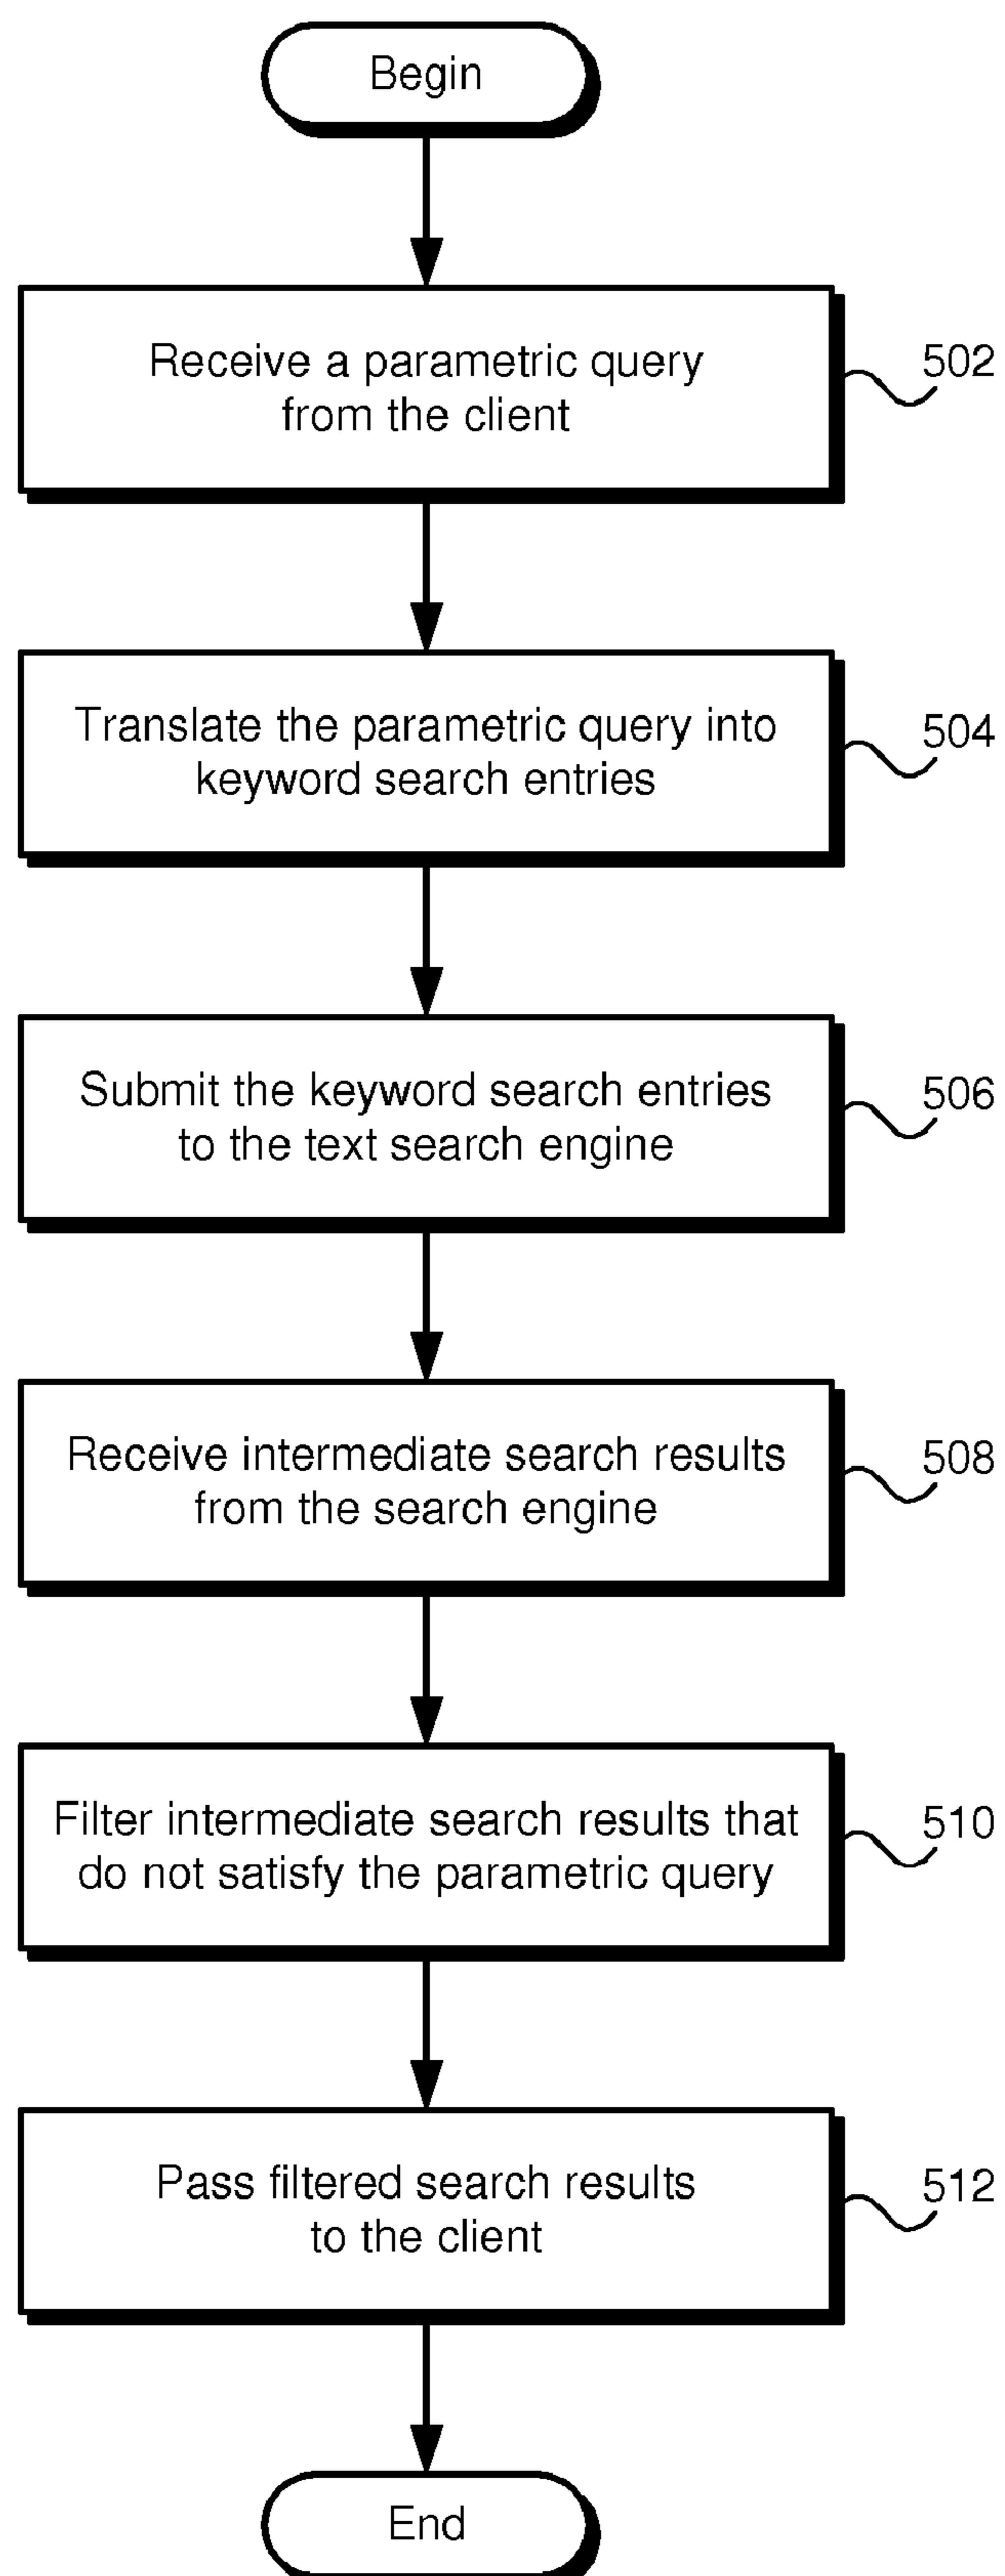 Begin
Receive a parametric query
from the client
502
Translate the parametric query into
keyword search entries
504
Submit the keyword search entries
to the text search engine
506
Receive intermediate search results
from the search engine
508
Filter intermediate search results that
do not satisfy the parametric query
510
Pass filtered search results
to the client
512
End